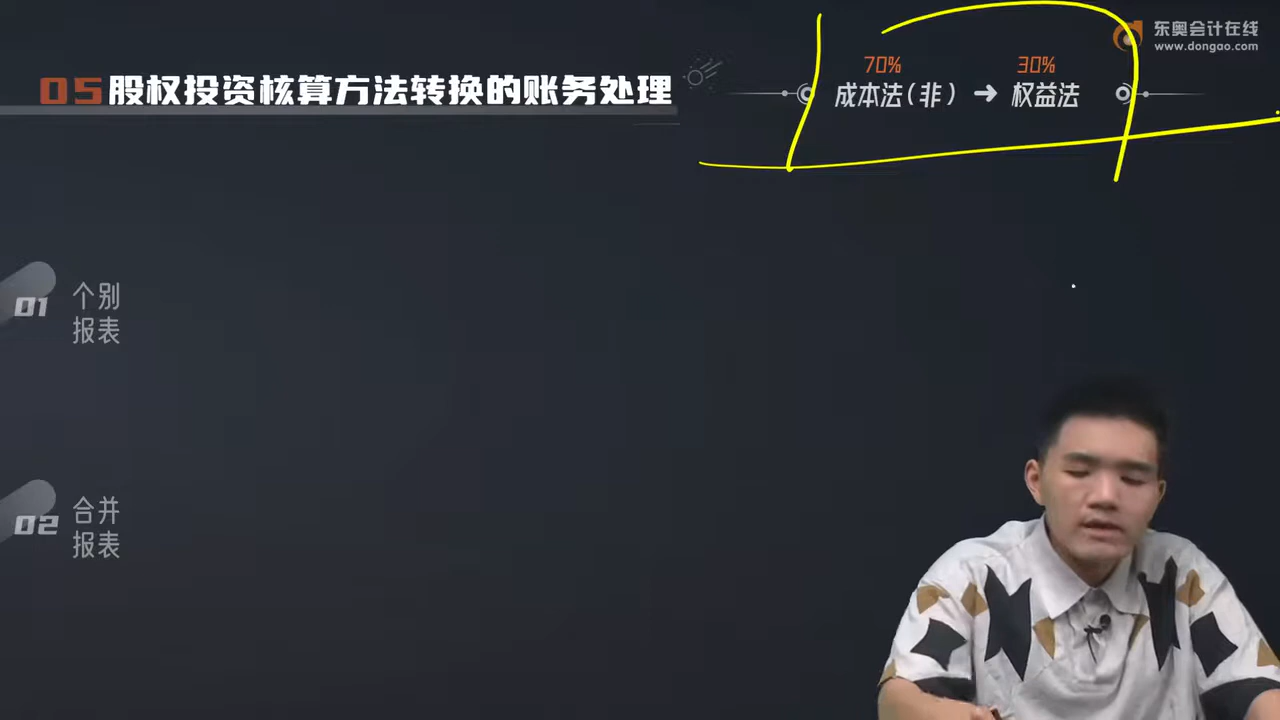 东奥会计在线
www.dongao.com
05 股权投资核算方法转换的账务处理
70% 30%
成本法(非) → 权益法
01 个别
报表
02 合并
报表